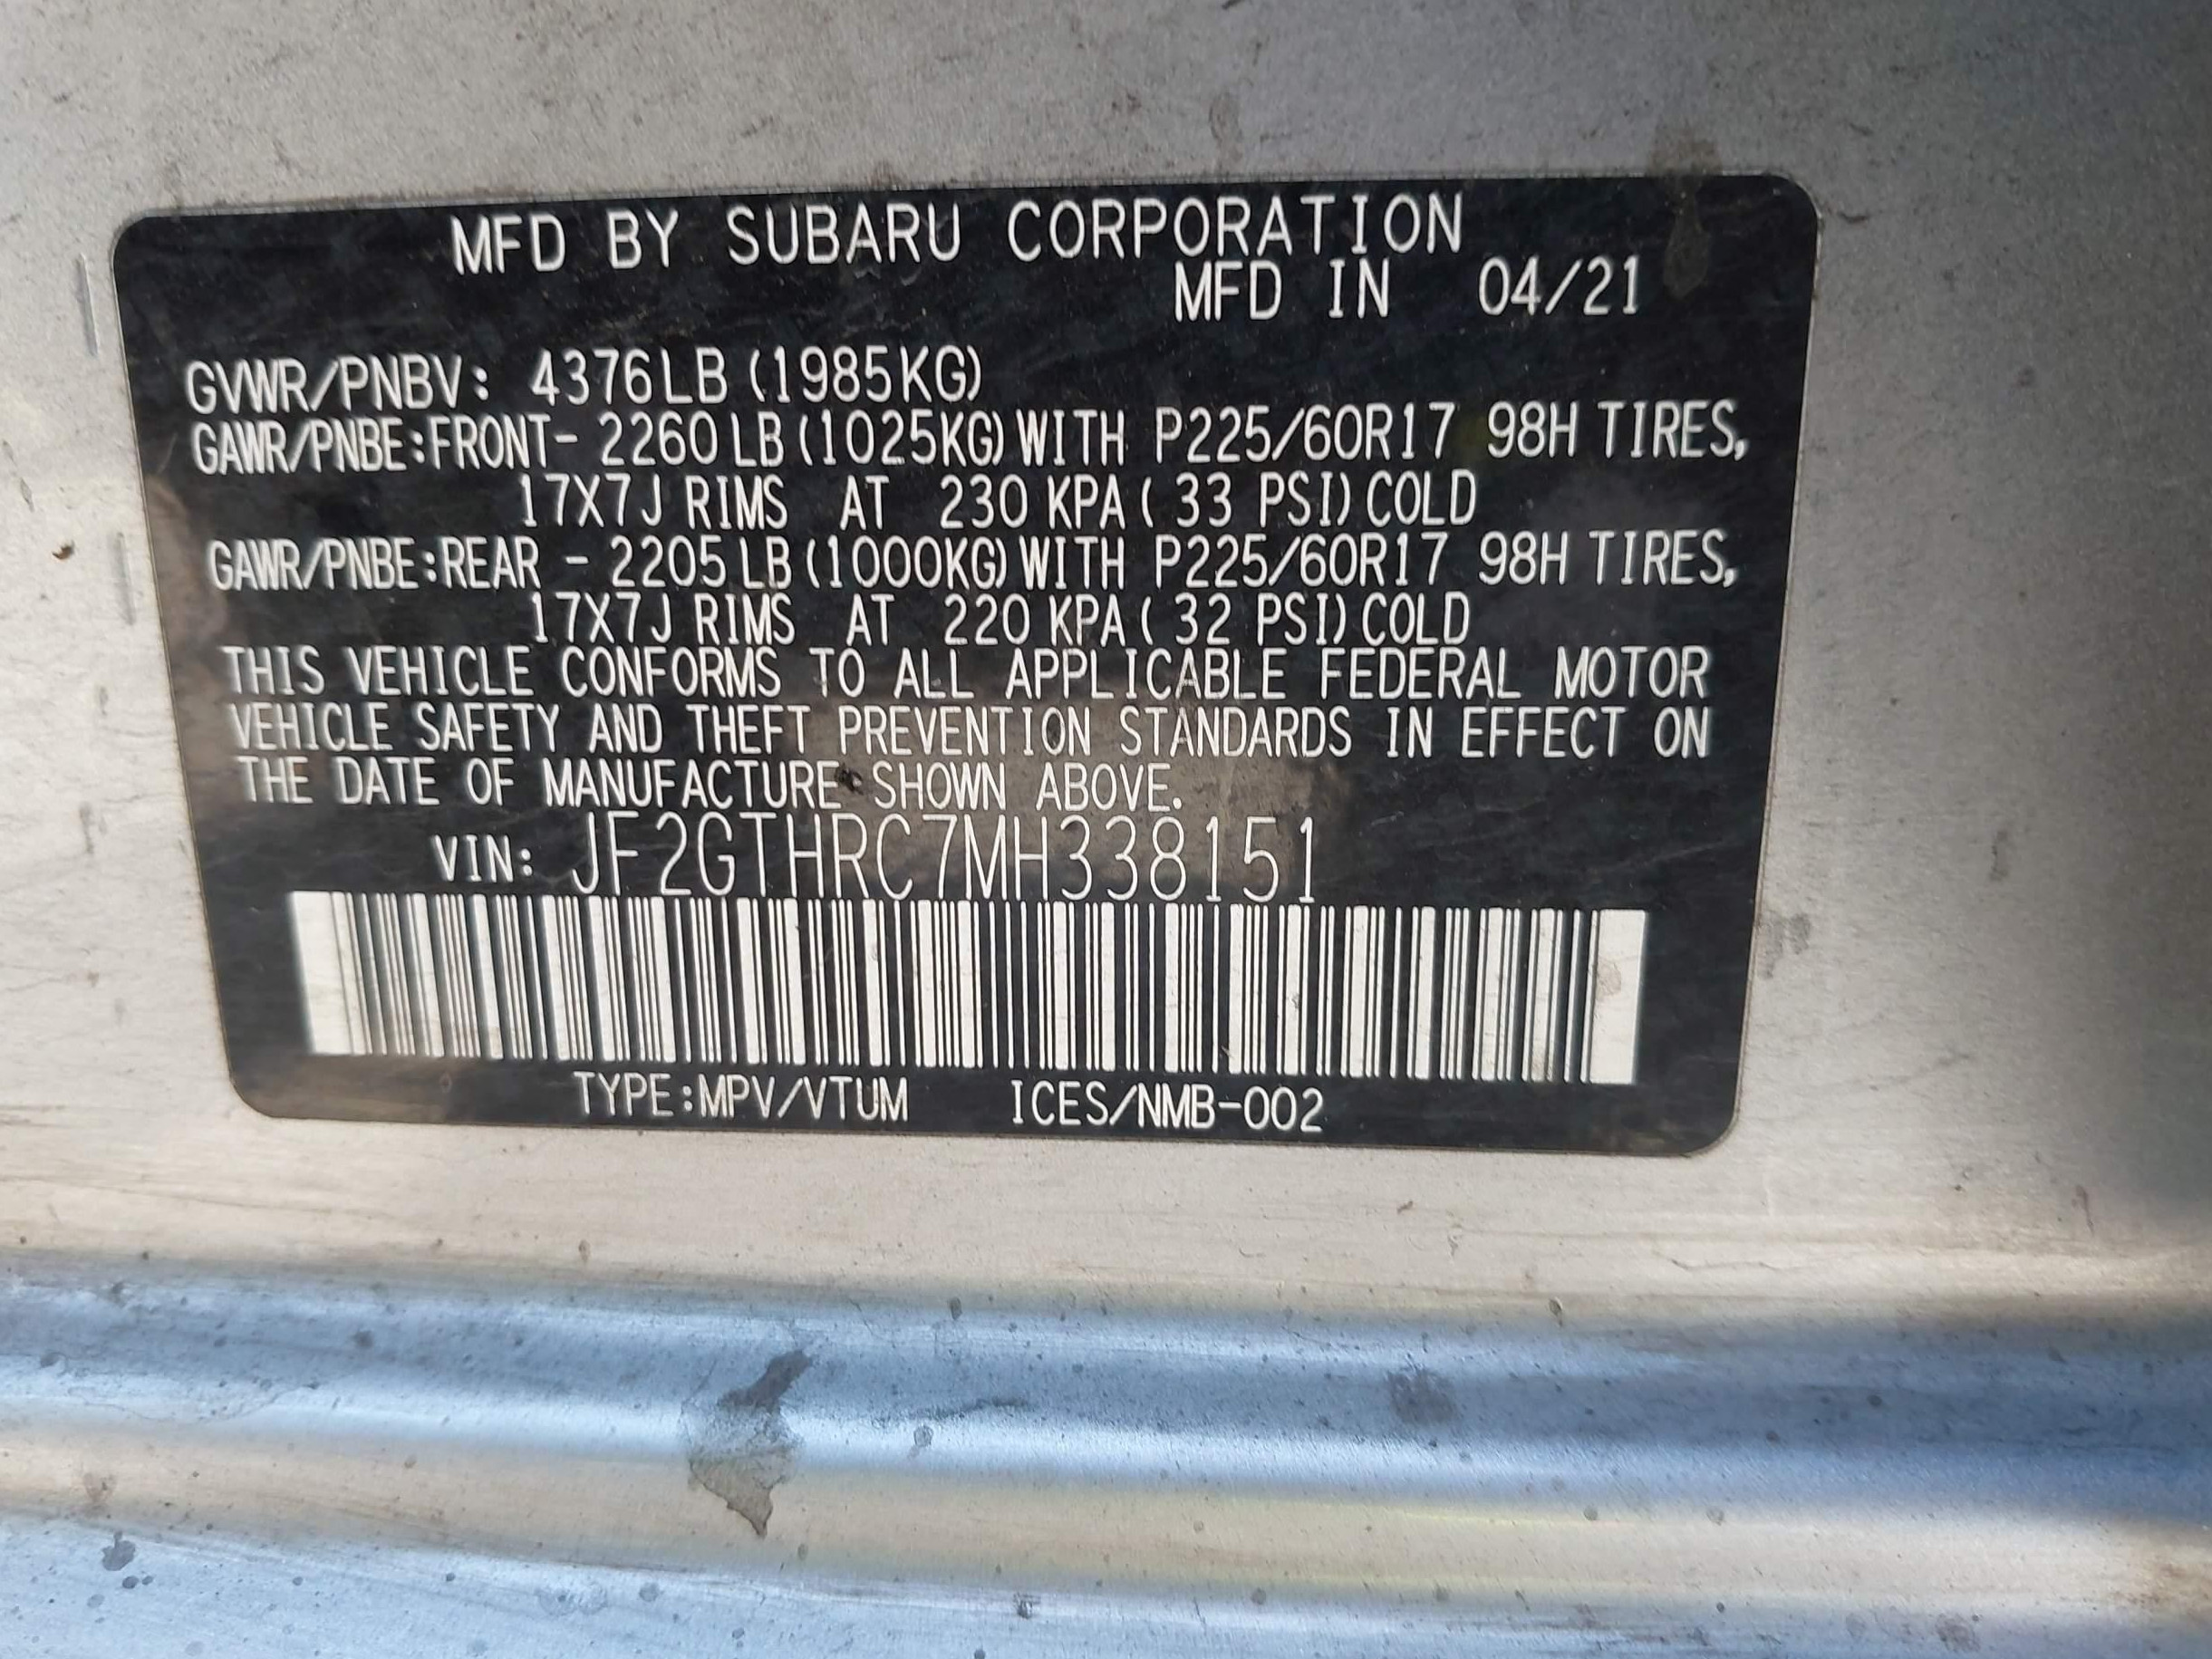 MFD BY SUBARU CORPORATION
MFD IN 04/21
GVWR/PNBV: 4376LB (1985KG)
GAWR/PNBE:FRONT- 2260LB (1025KG) WITH P225/60R17 98H TIRES,
17X7J RIMS AT 230 KPA ( 33 PSI) COLD
GAWR/PNBE:REAR - 2205LB (1000KG) WITH P225/60R17 98H TIRES,
17X7J RIMS AT 220 KPA ( 32 PSI) COLD
THIS VEHICLE CONFORMS TO ALL APPLICABLE FEDERAL MOTOR
VEHICLE SAFETY AND THEFT PREVENTION STANDARDS IN EFFECT ON
THE DATE OF MANUFACTURE SHOWN ABOVE.
VIN: JF2GTHRC7MH338151
TYPE:MPV/VTUM ICES/NMB-002